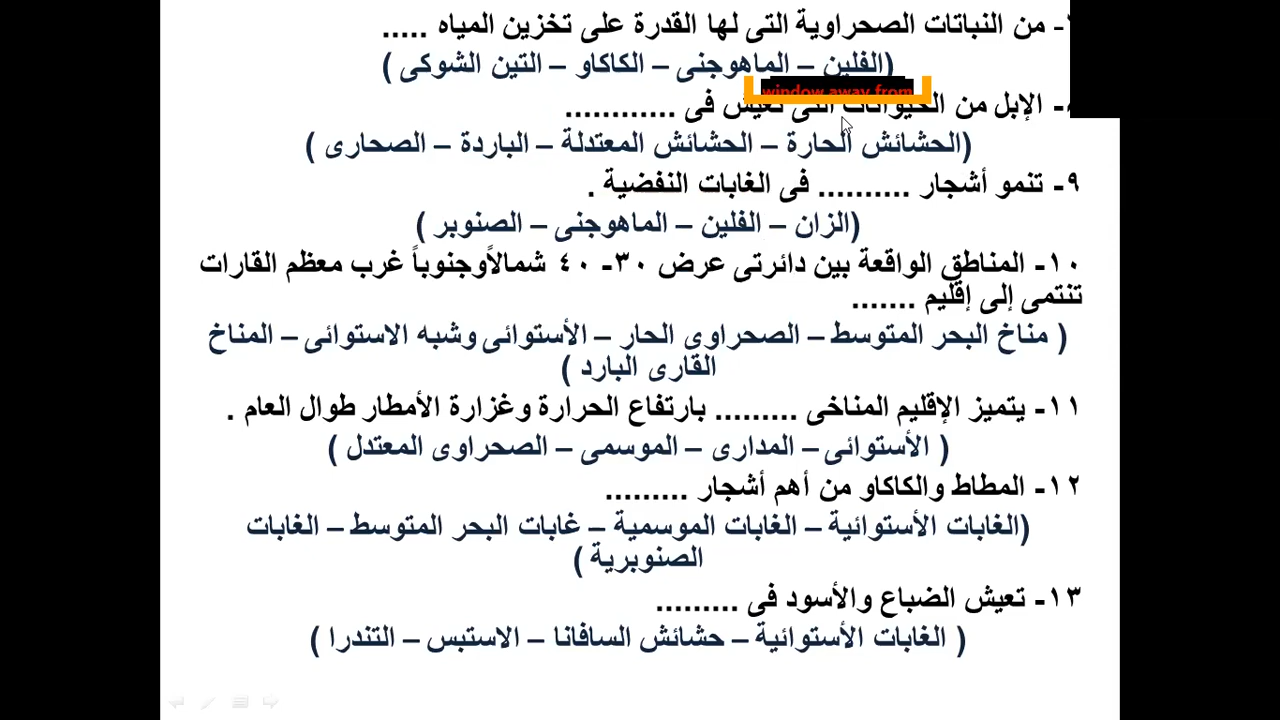 - من النباتات الصحراوية التى لها القدرة على تخزين المياه .....
(الفلين – الماهوجنى – الكاكاو – التين الشوكى )
window away from
- الإبل من الحيوانات التى تعيش فى ............
(الحشائش الحارة – الحشائش المعتدلة – الباردة – الصحارى )
٩- تنمو أشجار .......... فى الغابات النفضية .
(الزان – الفلين – الماهوجنى – الصنوبر )
١٠- المناطق الواقعة بين دائرتى عرض ٣٠- ٤٠ شمالاًوجنوباً غرب معظم القارات
تنتمى إلى إقليم .......
( مناخ البحر المتوسط – الصحراوى الحار – الأستوائى وشبه الاستوائى – المناخ
القارى البارد )
١١- يتميز الإقليم المناخى ......... بارتفاع الحرارة وغزارة الأمطار طوال العام .
( الأستوائى – المدارى – الموسمى – الصحراوى المعتدل )
١٢- المطاط والكاكاو من أهم أشجار .........
(الغابات الأستوائية – الغابات الموسمية – غابات البحر المتوسط – الغابات
الصنوبرية )
١٣- تعيش الضباع والأسود فى .........
( الغابات الأستوائية – حشائش السافانا – الاستبس – التندرا )